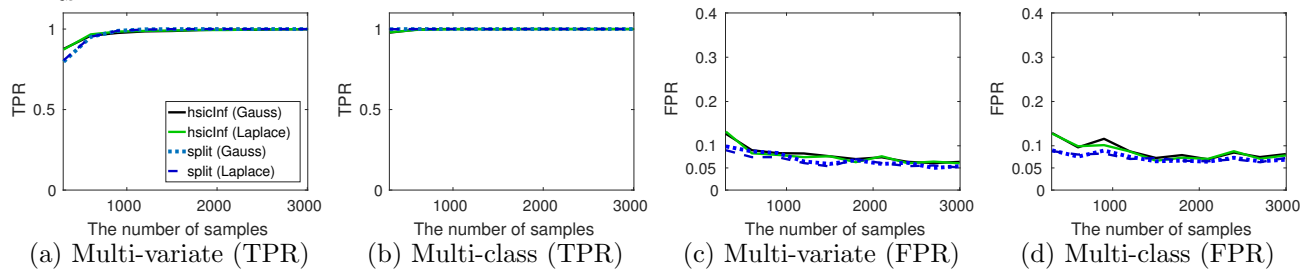 1
0.5
0
TPR
hsicInf (Gauss)
hsicInf (Laplace)
split (Gauss)
split (Laplace)
1000 2000 3000
The number of samples
(a) Multi-variate (TPR)
1
0.5
0
TPR
1000 2000 3000
The number of samples
(b) Multi-class (TPR)
0.4
0.3
0.2
0.1
0.05
0
FPR
1000 2000 3000
The number of samples
(c) Multi-variate (FPR)
0.4
0.3
0.2
0.1
0.05
0
FPR
1000 2000 3000
The number of samples
(d) Multi-class (FPR)